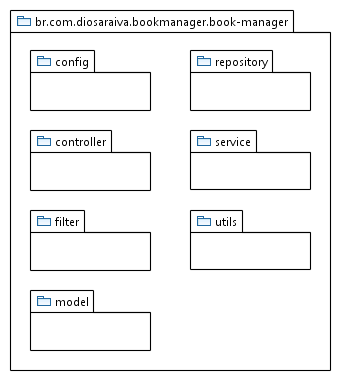 br.com.diosaraiva.bookmanager.book-manager
config
repository
controller
service
filter
utils
model